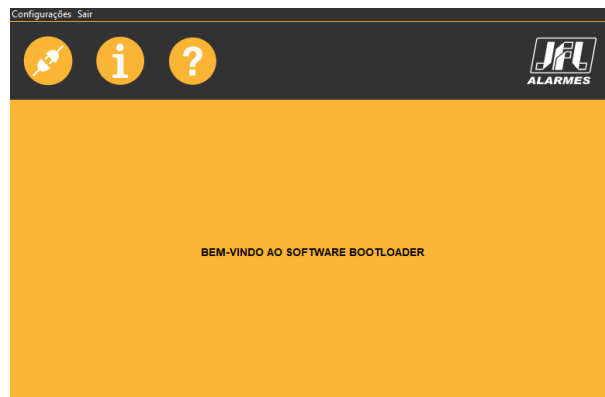 Configurações Sair
JFL
ALARMES
BEM-VINDO AO SOFTWARE BOOTLOADER